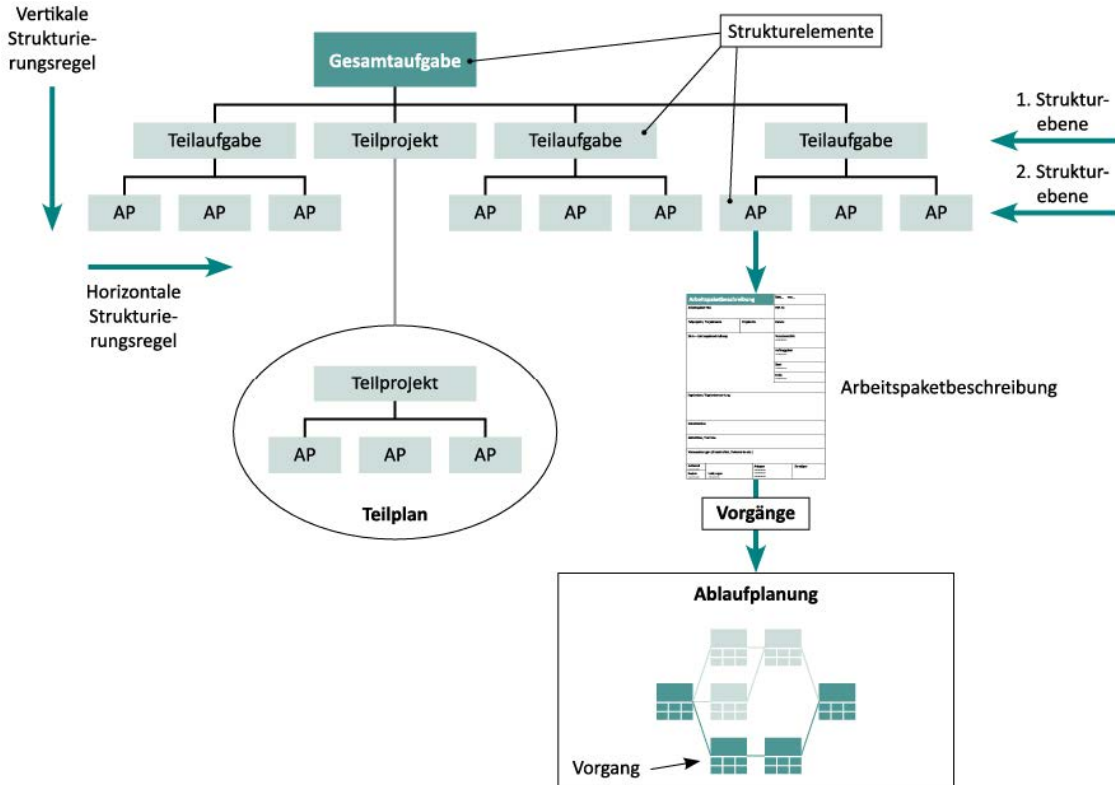 Vertikale
Strukturie-
rungsregel
Strukturelemente
Gesamtaufgabe
1. Struktur-
ebene
Teilaufgabe Teilprojekt Teilaufgabe Teilaufgabe
2. Struktur-
ebene
AP AP AP AP AP AP AP AP AP
Horizontale
Strukturie-
rungsregel
Arbeitspaketbeschreibung
Arbeitspaketbeschreibung
Teilprojekt
AP AP AP
Teilplan
Vorgänge
Ablaufplanung
Vorgang